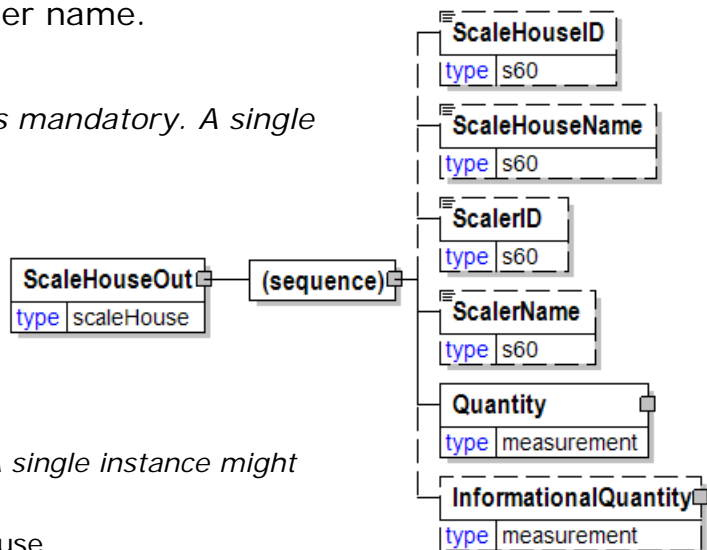 er name.
s mandatory. A single
single instance might
use
ScaleHouseOut
type scaleHouse
(sequence)
ScaleHouseID
type s60
ScaleHouseName
type s60
ScalerID
type s60
ScalerName
type s60
Quantity
type measurement
InformationalQuantity
type measurement